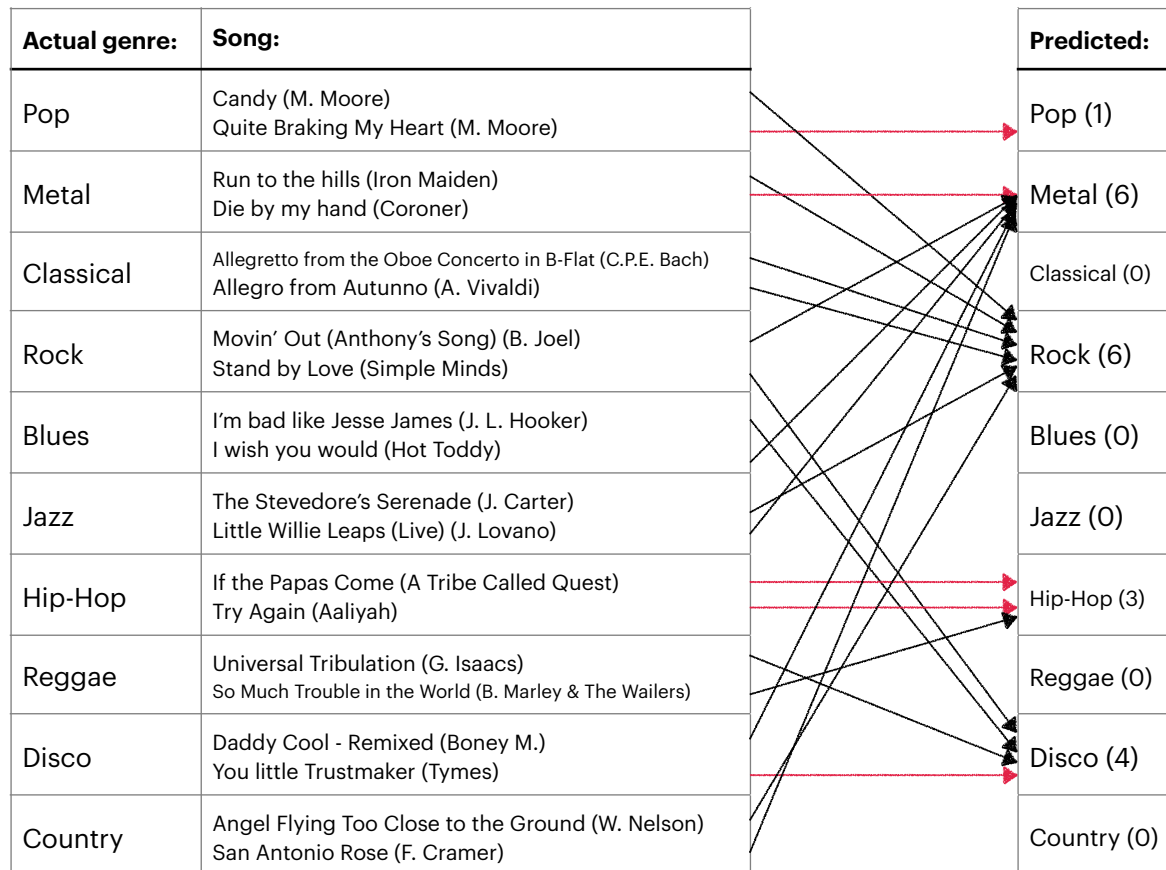 Actual genre: Song: Predicted:
Pop
Candy (M. Moore)
Quite Braking My Heart (M. Moore)
Pop (1)
Metal
Run to the hills (Iron Maiden)
Die by my hand (Coroner)
Metal (6)
Classical
Allegretto from the Oboe Concerto in B-Flat (C.P.E. Bach)
Allegro from Autunno (A. Vivaldi)
Classical (0)
Rock
Movin’ Out (Anthony’s Song) (B. Joel)
Stand by Love (Simple Minds)
Rock (6)
Blues
I’m bad like Jesse James (J. L. Hooker)
I wish you would (Hot Toddy)
Blues (0)
Jazz
The Stevedore’s Serenade (J. Carter)
Little Willie Leaps (Live) (J. Lovano)
Jazz (0)
Hip-Hop
If the Papas Come (A Tribe Called Quest)
Try Again (Aaliyah)
Hip-Hop (3)
Reggae
Universal Tribulation (G. Isaacs)
So Much Trouble in the World (B. Marley & The Wailers)
Reggae (0)
Disco
Daddy Cool - Remixed (Boney M.)
You little Trustmaker (Tymes)
Disco (4)
Country
Angel Flying Too Close to the Ground (W. Nelson)
San Antonio Rose (F. Cramer)
Country (0)